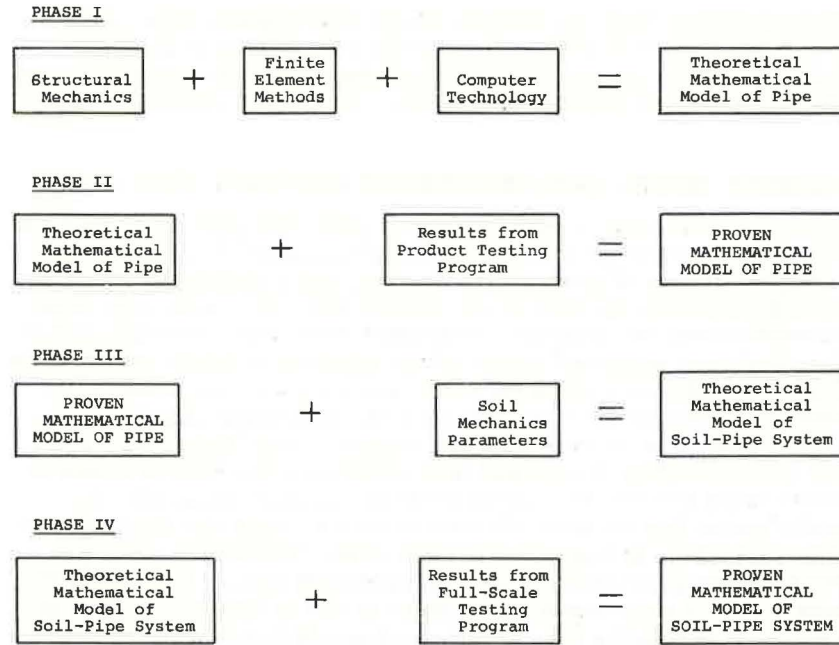 PHASE I
6tructural
Mechanics
+
Finite
Element
Methods
+
Computer
Technology
=
Theoretical
Mathematical
Model of Pipe
PHASE II
Theoretical
Mathematical
Model of Pipe
+
Results from
Product Testing
Program
=
PROVEN
MATHEMATICAL
MODEL OF PIPE
PHASE III
PROVEN
MATHEMATICAL
MODEL OF PIPE
+
Soil
Mechanics
Parameters
=
Theoretical
Mathematical
Model of
Soil-Pipe System
PHASE IV
Theoretical
Mathematical
Model of
Soil-Pipe System
+
Results from
Full-Scale
Testing
Program
=
PROVEN
MATHEMATICAL
MODEL OF
SOIL-PIPE SYSTEM